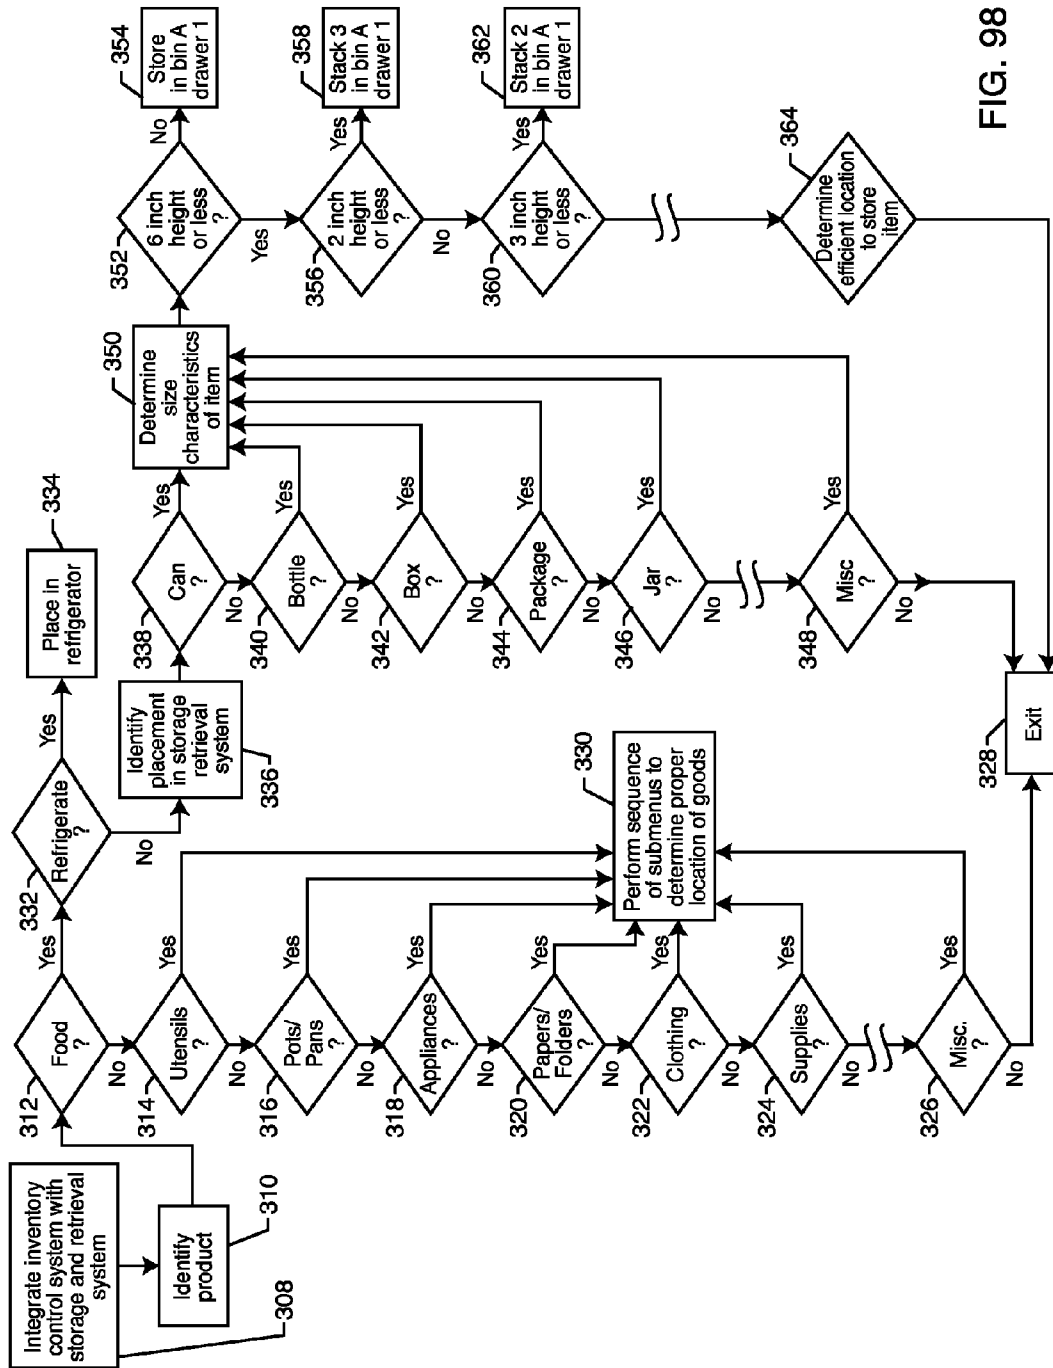 Integrate inventory
control system with
storage and retrieval
system
308
Identify
product
310
312
Food
?
Yes
No
314
Utensils
?
Yes
No
316
Pots/
Pans
?
Yes
No
318
Appliances
?
Yes
No
320
Papers/
Folders
?
Yes
No
322
Clothing
?
Yes
No
324
Supplies
?
Yes
No
326
Misc.
?
Yes
No
328
Exit
330
Perform sequence
of submenus to
determine proper
location of goods
332
Refrigerate
?
Yes
No
334
Place in
refrigerator
336
Identify
placement
in storage
retrieval
system
338
Can
?
Yes
No
340
Bottle
?
Yes
No
342
Box
?
Yes
No
344
Package
?
Yes
No
346
Jar
?
Yes
No
348
Misc
?
Yes
No
350
Determine
size
characteristics
of item
352
6 inch
height
or less
?
No
Yes
354
Store
in bin A
drawer 1
356
2 inch
height
or less
?
Yes
No
358
Stack 3
in bin A
drawer 1
360
3 inch
height
or less
?
Yes
362
Stack 2
in bin A
drawer 1
364
Determine
efficient location
to store
item
FIG. 98